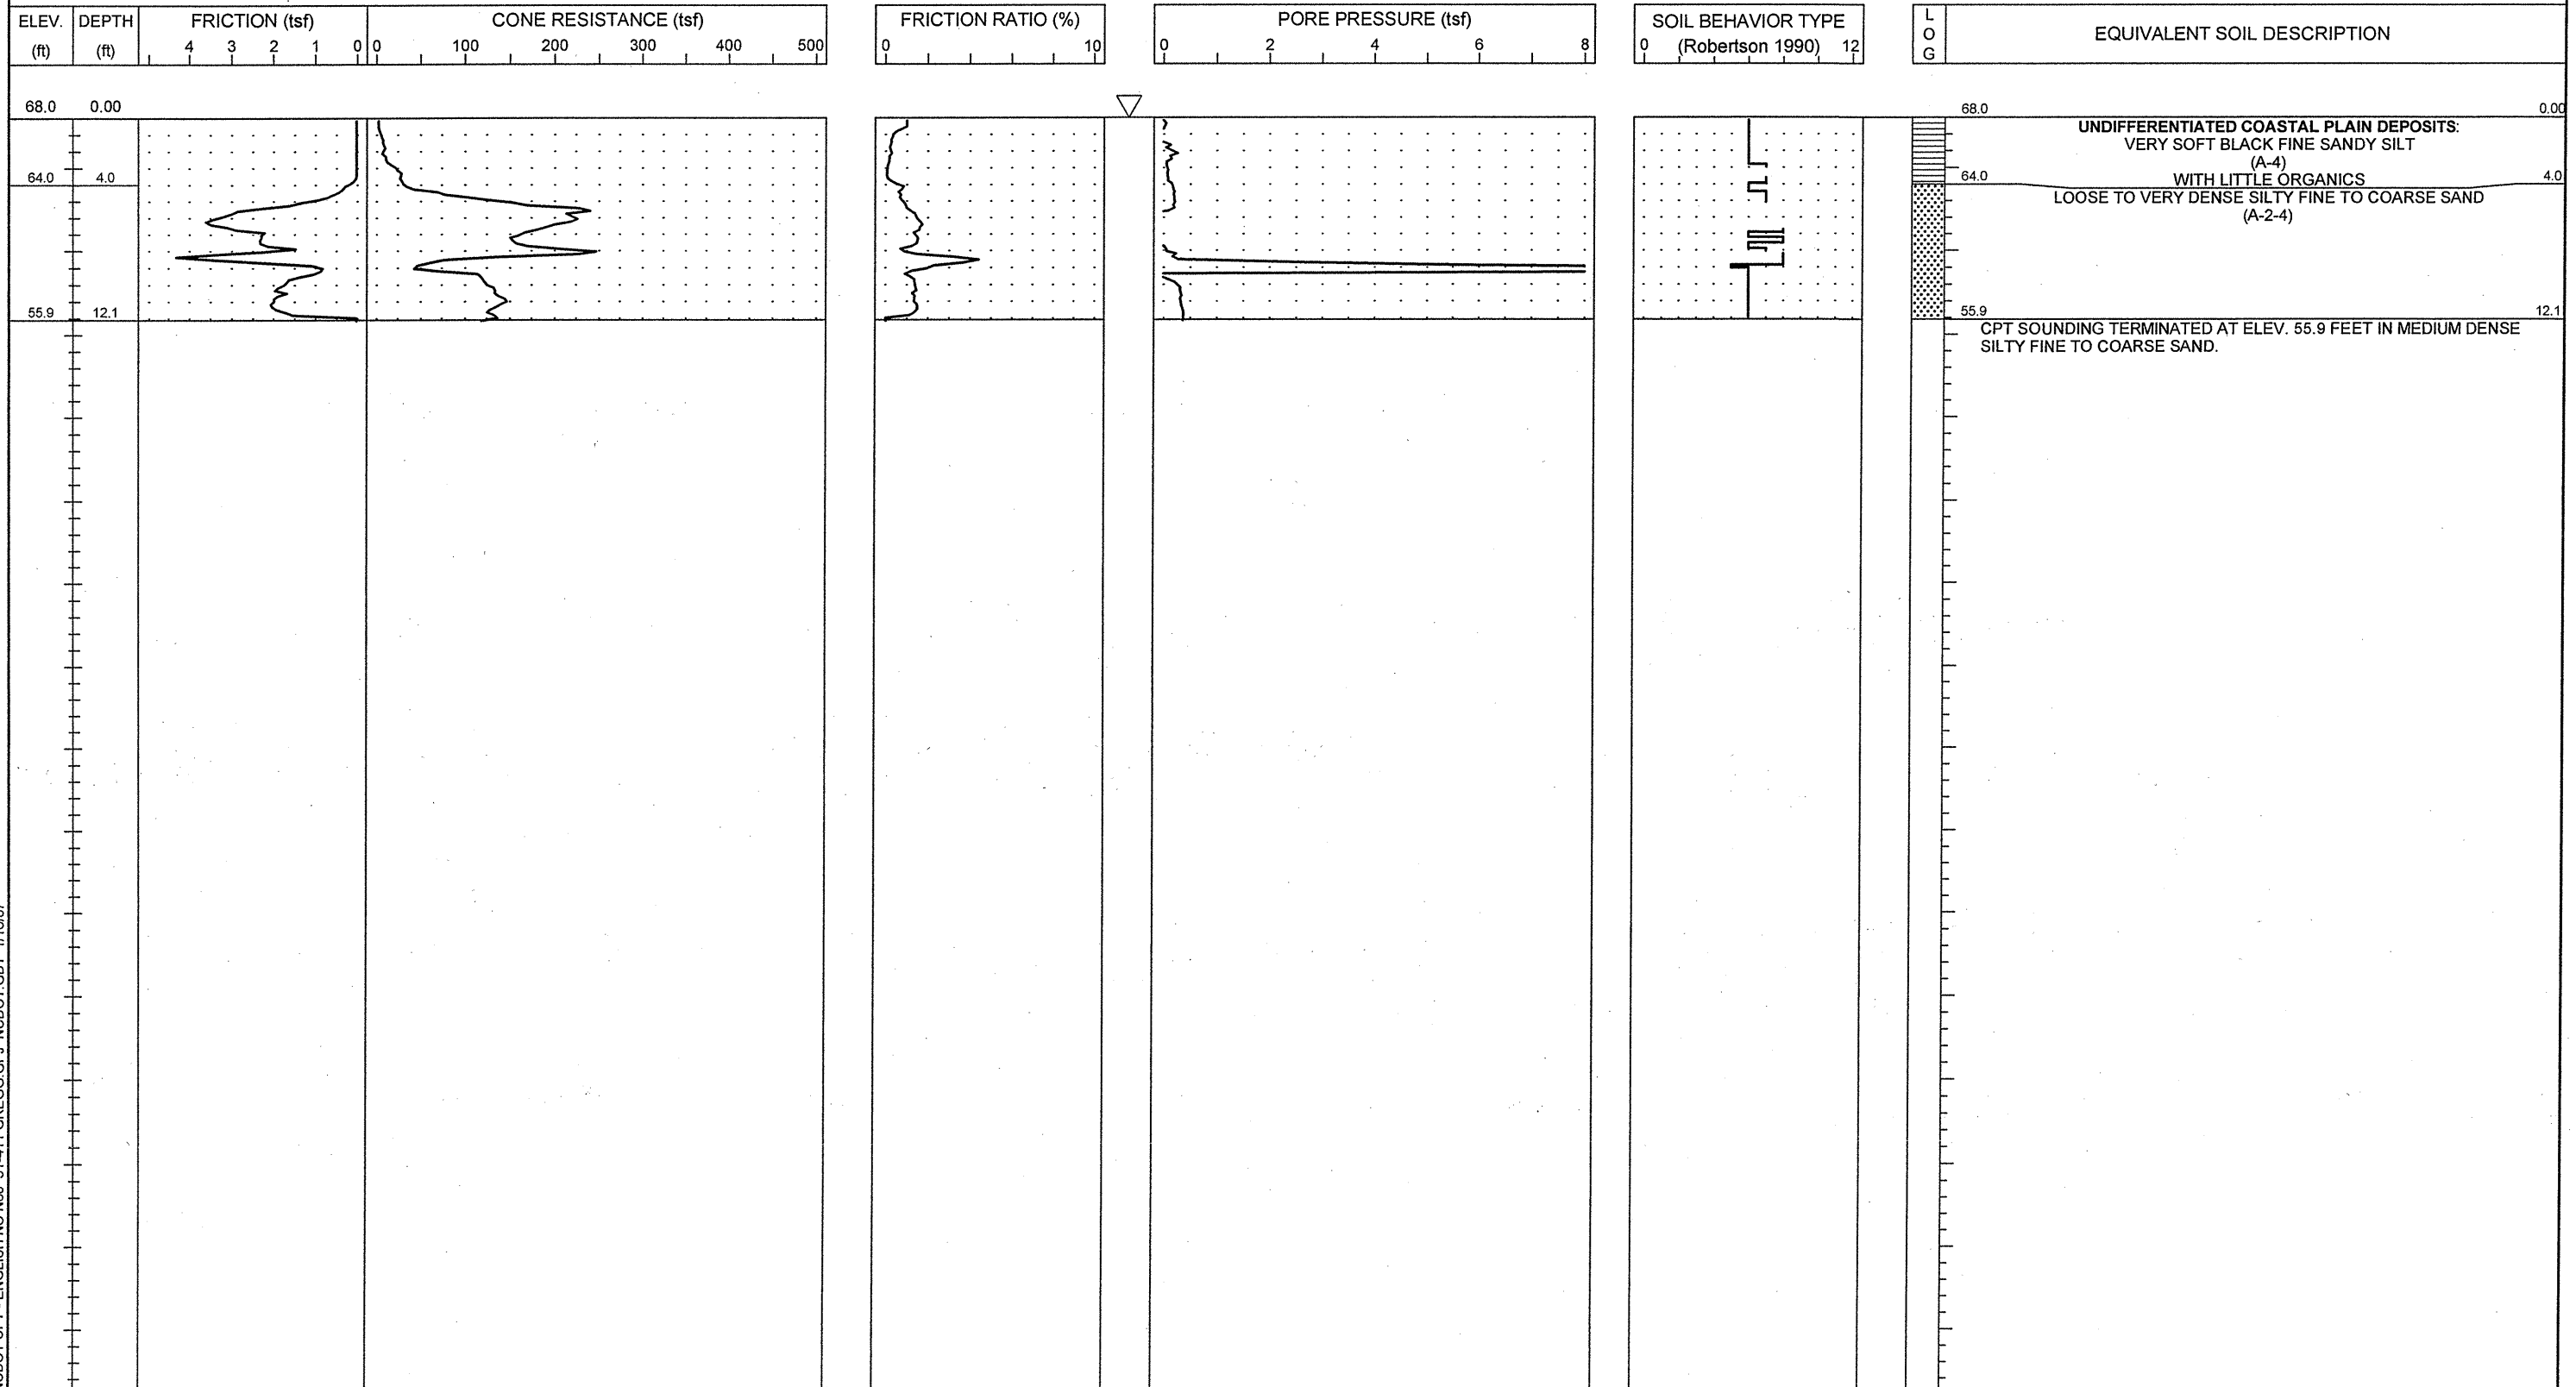 ELEV. (ft)
DEPTH (ft)
FRICTION (tsf)
4 3 2 1 0
CONE RESISTANCE (tsf)
0 100 200 300 400 500
FRICTION RATIO (%)
0 10
PORE PRESSURE (tsf)
0 2 4 6 8
SOIL BEHAVIOR TYPE
(Robertson 1990)
0 12
LOG
EQUIVALENT SOIL DESCRIPTION
68.0 0.00
68.0 0.00
UNDIFFERENTIATED COASTAL PLAIN DEPOSITS:
VERY SOFT BLACK FINE SANDY SILT
(A-4)
WITH LITTLE ORGANICS
64.0 4.0
64.0 4.0
LOOSE TO VERY DENSE SILTY FINE TO COARSE SAND
(A-2-4)
55.9 12.1
55.9 12.1
CPT SOUNDING TERMINATED AT ELEV. 55.9 FEET IN MEDIUM DENSE
SILTY FINE TO COARSE SAND.